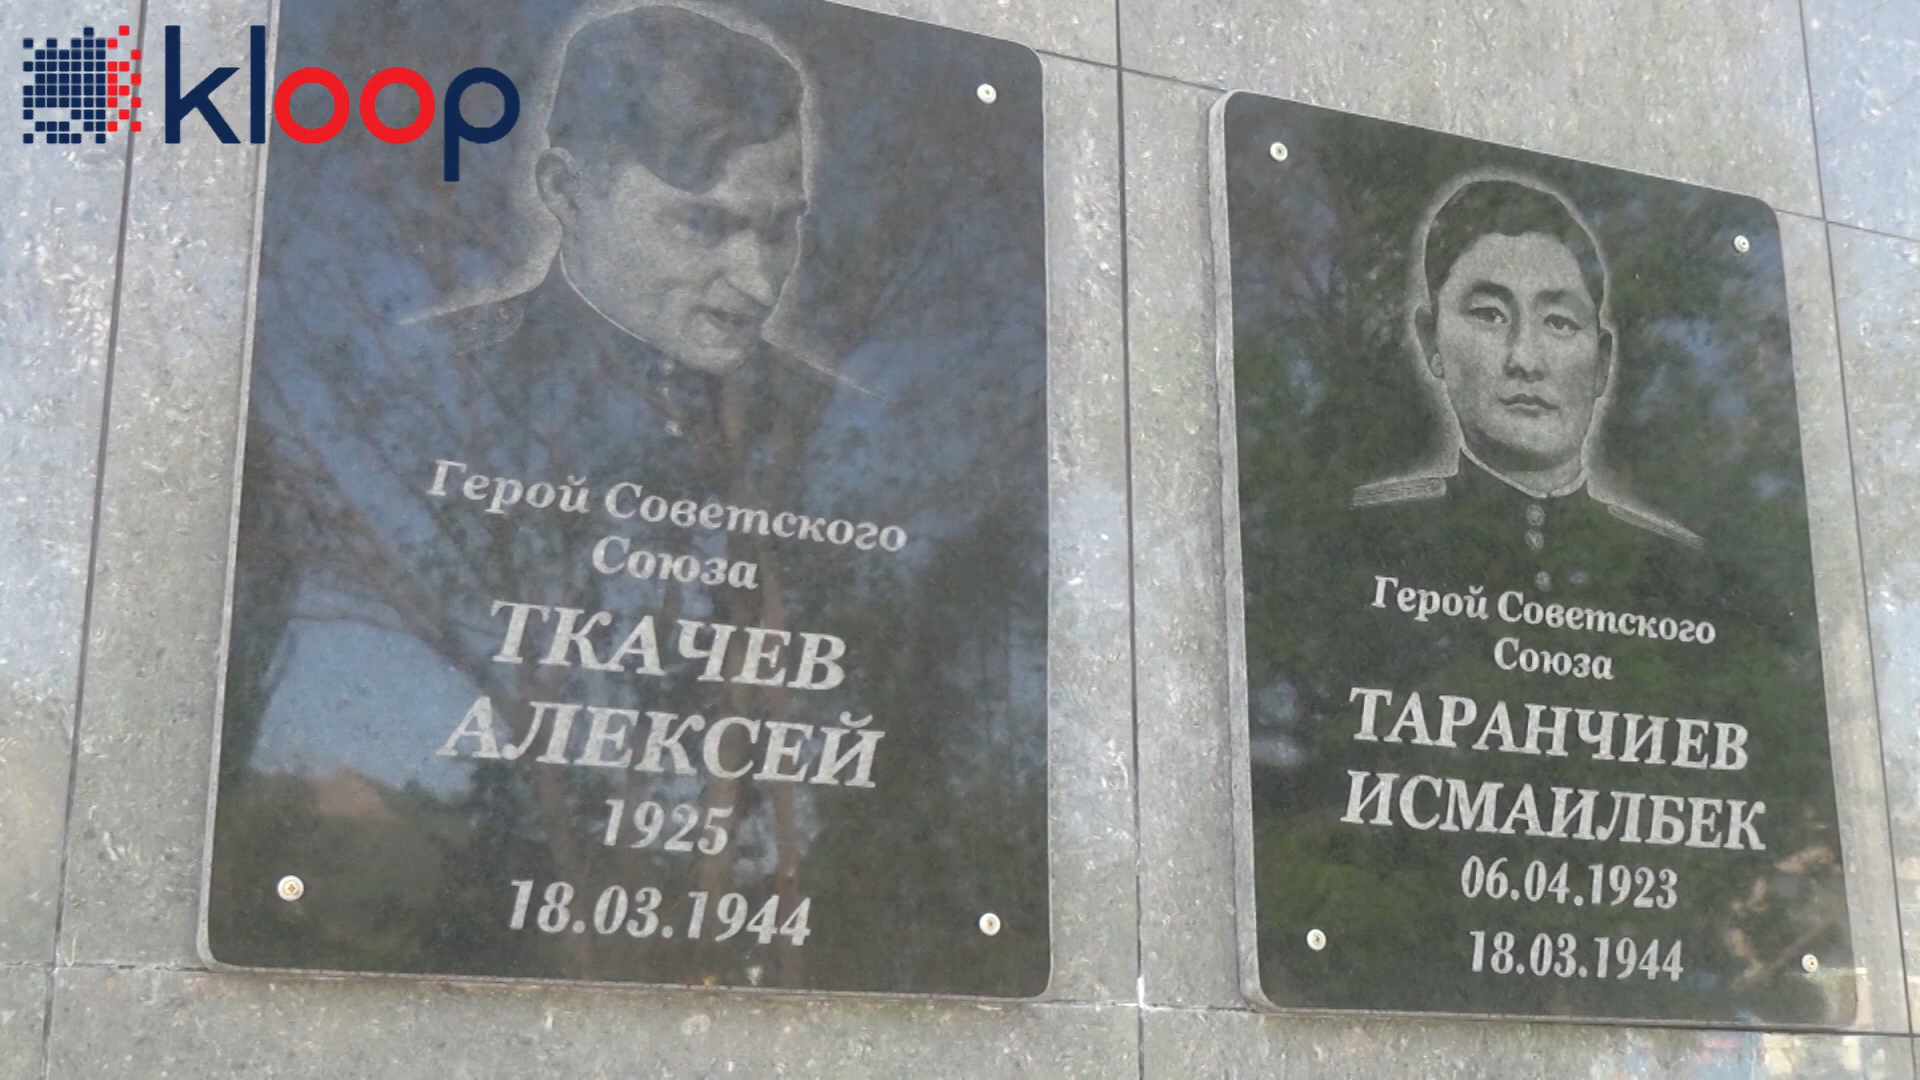 kloop
Герой Советского
Союза
ТКАЧЕВ
АЛЕКСЕЙ
1925
18.03.1944
Герой Советского
Союза
ТАРАНЧИЕВ
ИСМАИЛБЕК
06.04.1923
18.03.1944